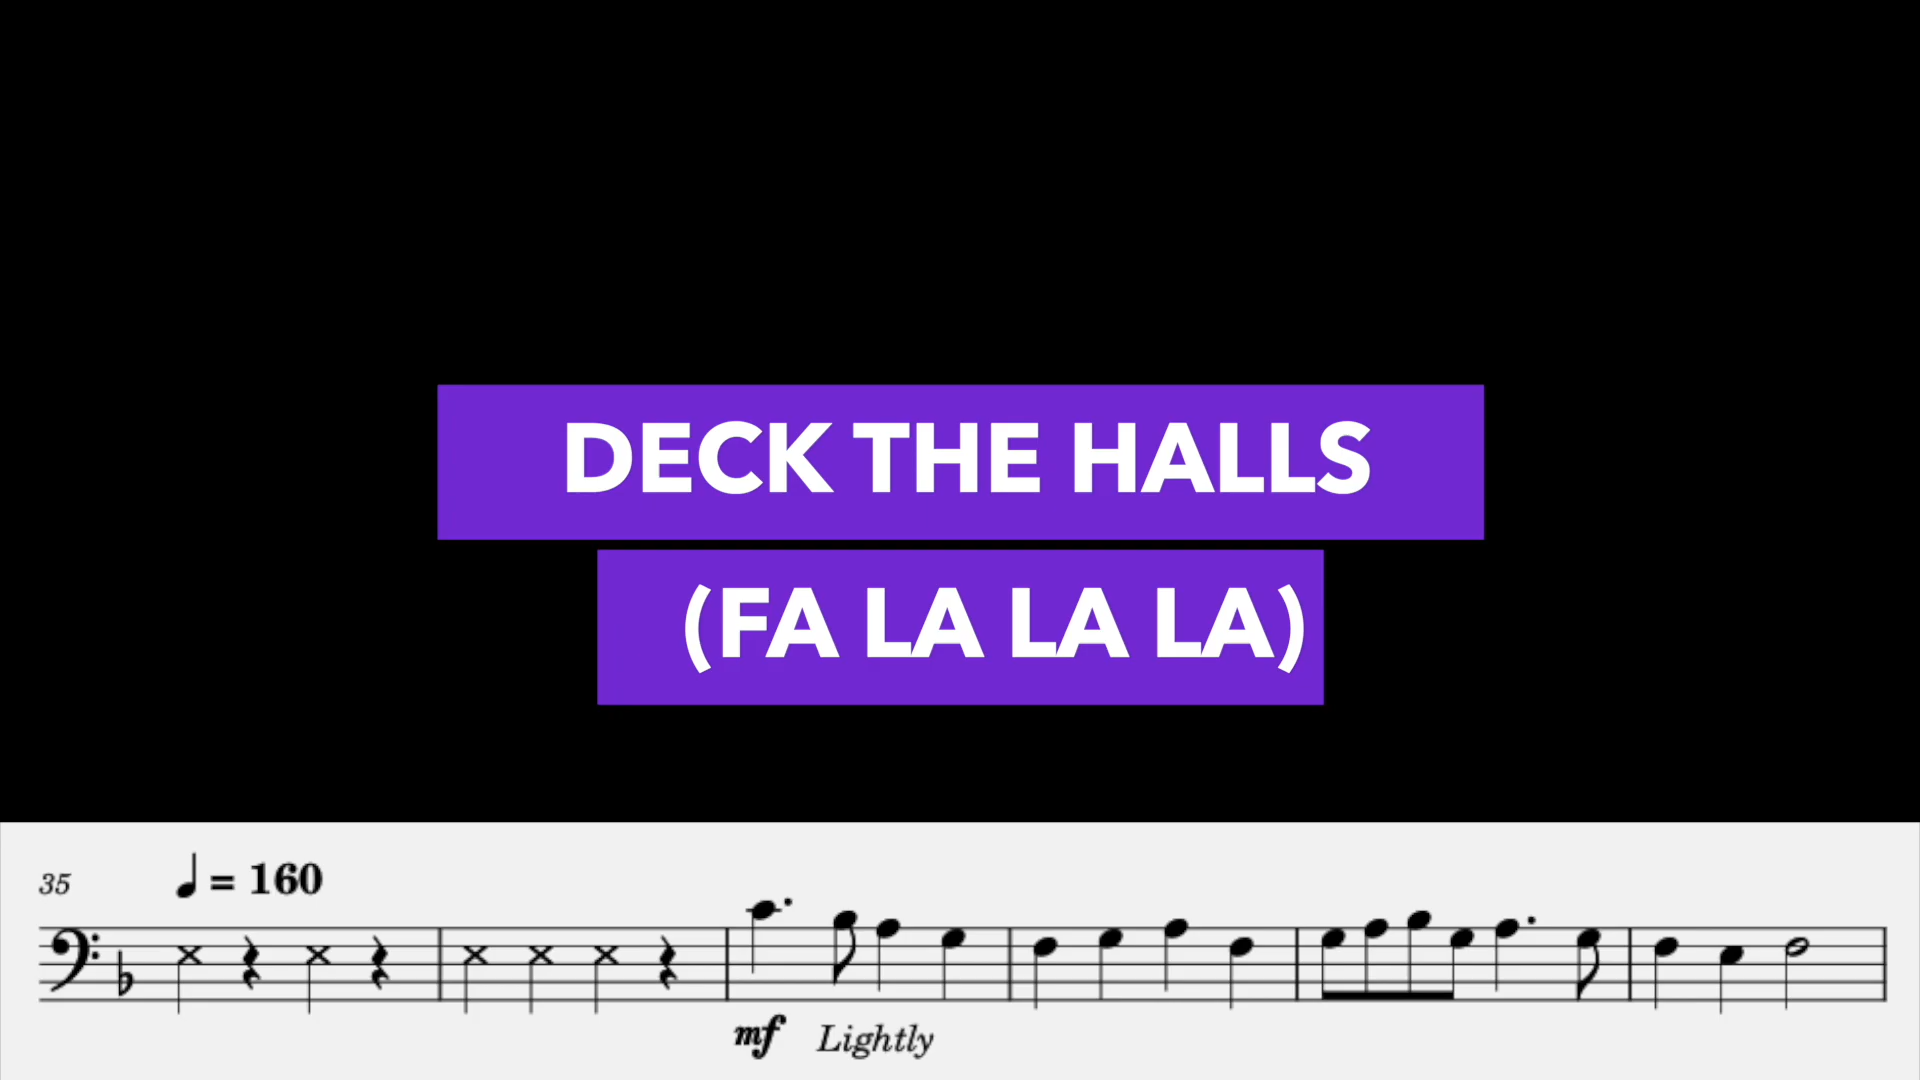 DECK THE HALLS
(FA LA LA LA)
35 ♩ = 160
mf Lightly